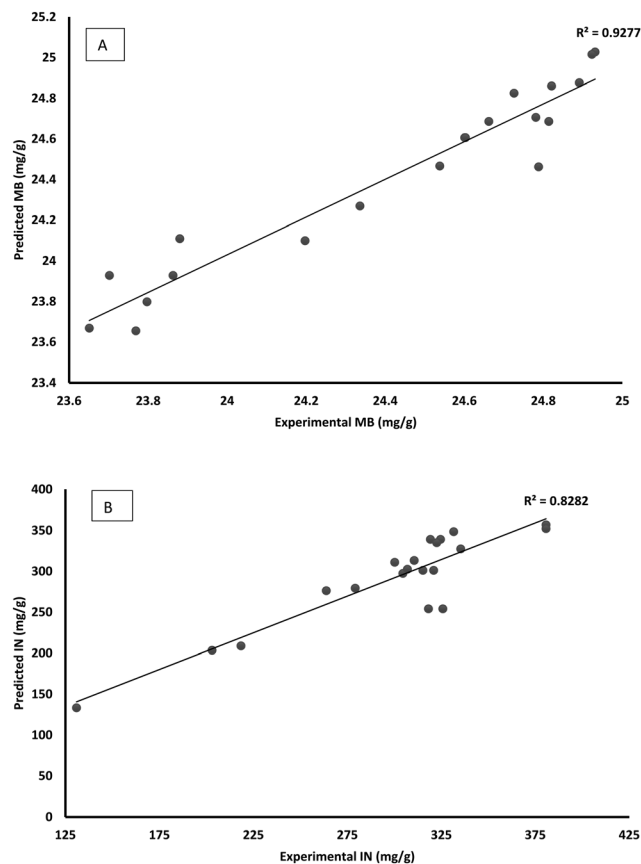 A
R² = 0.9277
Predicted MB (mg/g)
25.2
25
24.8
24.6
24.4
24.2
24
23.8
23.6
23.4
23.6 23.8 24 24.2 24.4 24.6 24.8 25
Experimental MB (mg/g)
B
R² = 0.8282
Predicted IN (mg/g)
400
350
300
250
200
150
100
50
0
125 175 225 275 325 375 425
Experimental IN (mg/g)